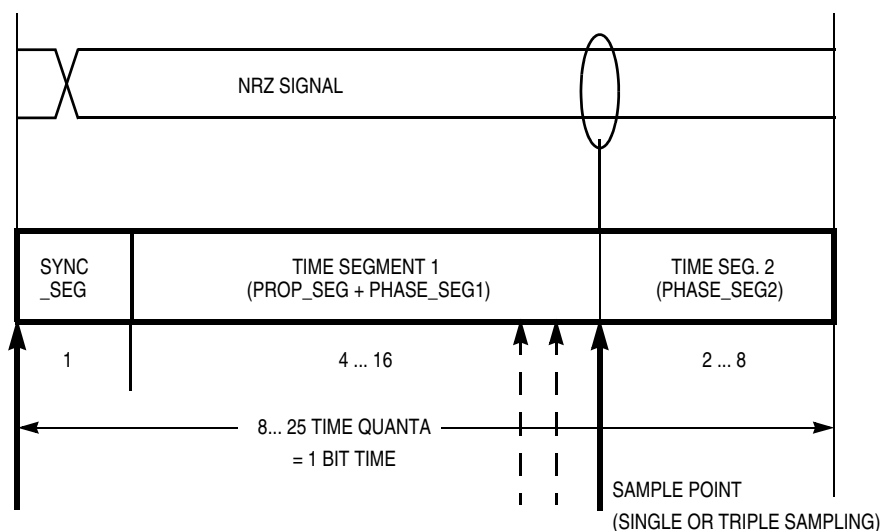 NRZ SIGNAL
SYNC
_SEG
TIME SEGMENT 1
(PROP_SEG + PHASE_SEG1)
TIME SEG. 2
(PHASE_SEG2)
1
4 ... 16
2 ... 8
8... 25 TIME QUANTA
= 1 BIT TIME
SAMPLE POINT
(SINGLE OR TRIPLE SAMPLING)